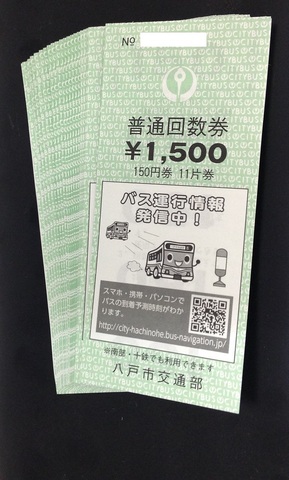 №
普通回数券
¥1,500
150円券 11片券
バス運行情報
発信中!
スマホ・携帯・パソコンで
バスの到着予測時刻がわか
ります。
http://city-hachinohe.bus-navigation.jp/
※南部・十鉄でも利用できます
八戸市交通部